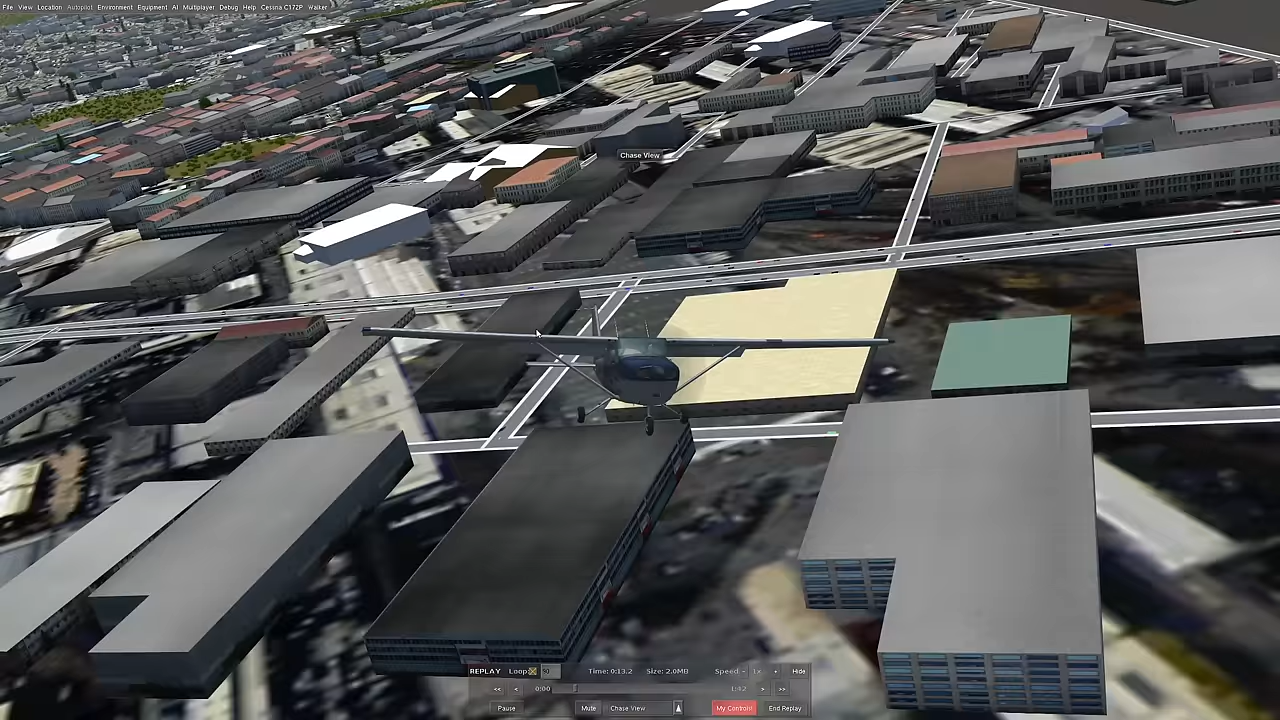 File View Location Autopilot Environment Equipment AI Multiplayer Debug Help Cessna C172P Walker
Chase View
REPLAY Loop Time: 0:13.2 Size: 2.0MB Speed - 1x + Hide
<< < 0:00 1:42 > >>
Pause Mute Chase View My Controls! End Replay